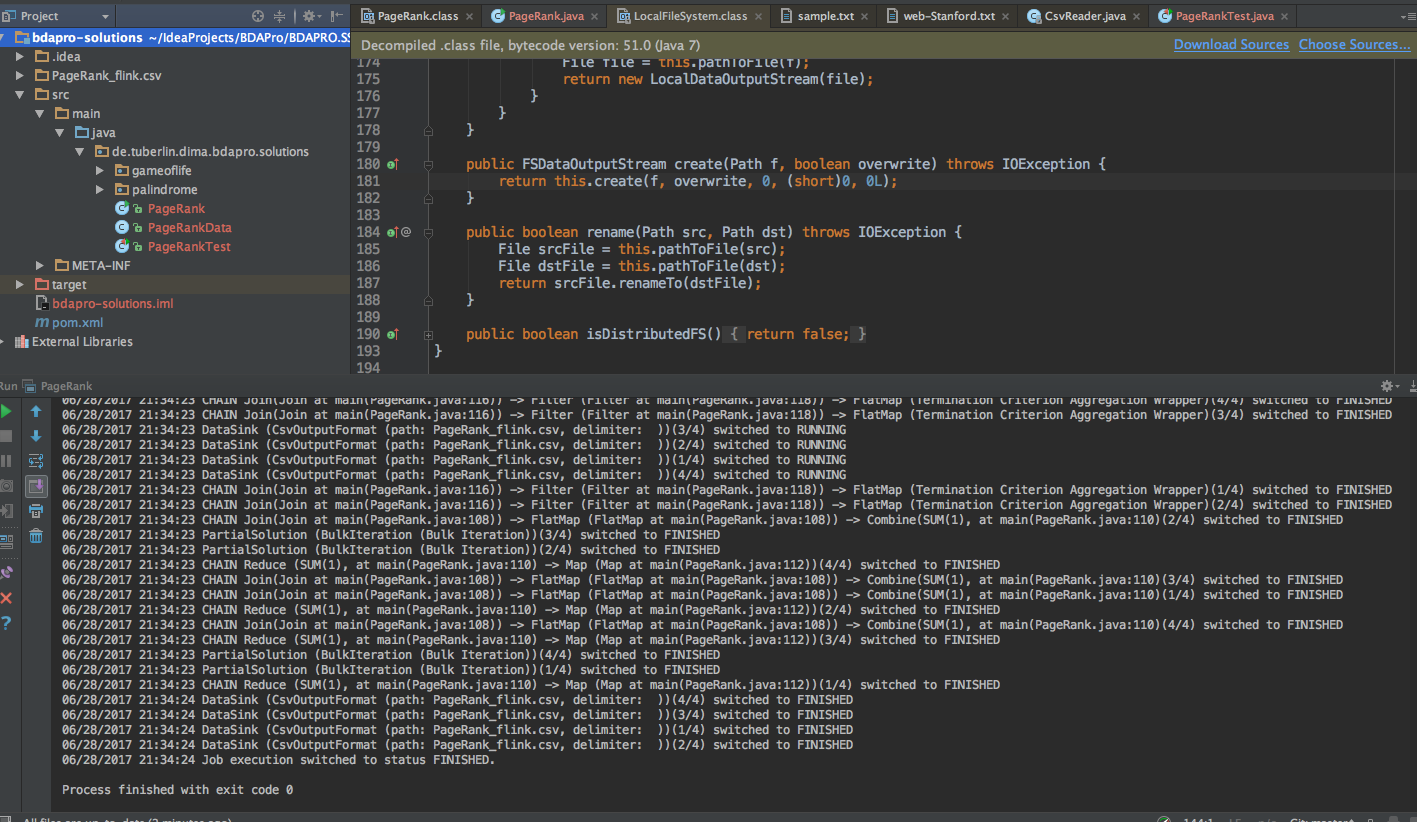 Project
PageRank.class
PageRank.java
LocalFileSystem.class
sample.txt
web-Stanford.txt
CsvReader.java
PageRankTest.java
bdapro-solutions ~/IdeaProjects/BDAPro/BDAPRO.SS
.idea
PageRank_flink.csv
src
main
java
de.tuberlin.dima.bdapro.solutions
gameoflife
palindrome
PageRank
PageRankData
PageRankTest
META-INF
target
bdapro-solutions.iml
pom.xml
External Libraries
Decompiled .class file, bytecode version: 51.0 (Java 7)
Download Sources Choose Sources...
174 File file = this.pathToFile(f);
175 return new LocalDataOutputStream(file);
176 }
177 }
178 }
179
180 public FSDataOutputStream create(Path f, boolean overwrite) throws IOException {
181 return this.create(f, overwrite, 0, (short)0, 0L);
182 }
183
184 @ public boolean rename(Path src, Path dst) throws IOException {
185 File srcFile = this.pathToFile(src);
186 File dstFile = this.pathToFile(dst);
187 return srcFile.renameTo(dstFile);
188 }
189
190 public boolean isDistributedFS() { return false; }
193 }
194
Run PageRank
06/28/2017 21:34:23 CHAIN Join(Join at main(PageRank.java:116)) -> Filter (Filter at main(PageRank.java:118)) -> FlatMap (Termination Criterion Aggregation Wrapper)(4/4) switched to FINISHED
06/28/2017 21:34:23 CHAIN Join(Join at main(PageRank.java:116)) -> Filter (Filter at main(PageRank.java:118)) -> FlatMap (Termination Criterion Aggregation Wrapper)(3/4) switched to FINISHED
06/28/2017 21:34:23 DataSink (CsvOutputFormat (path: PageRank_flink.csv, delimiter:  ))(3/4) switched to RUNNING
06/28/2017 21:34:23 DataSink (CsvOutputFormat (path: PageRank_flink.csv, delimiter:  ))(2/4) switched to RUNNING
06/28/2017 21:34:23 DataSink (CsvOutputFormat (path: PageRank_flink.csv, delimiter:  ))(1/4) switched to RUNNING
06/28/2017 21:34:23 DataSink (CsvOutputFormat (path: PageRank_flink.csv, delimiter:  ))(4/4) switched to RUNNING
06/28/2017 21:34:23 CHAIN Join(Join at main(PageRank.java:116)) -> Filter (Filter at main(PageRank.java:118)) -> FlatMap (Termination Criterion Aggregation Wrapper)(1/4) switched to FINISHED
06/28/2017 21:34:23 CHAIN Join(Join at main(PageRank.java:116)) -> Filter (Filter at main(PageRank.java:118)) -> FlatMap (Termination Criterion Aggregation Wrapper)(2/4) switched to FINISHED
06/28/2017 21:34:23 CHAIN Join(Join at main(PageRank.java:108)) -> FlatMap (FlatMap at main(PageRank.java:108)) -> Combine(SUM(1), at main(PageRank.java:110)(2/4) switched to FINISHED
06/28/2017 21:34:23 PartialSolution (BulkIteration (Bulk Iteration))(3/4) switched to FINISHED
06/28/2017 21:34:23 PartialSolution (BulkIteration (Bulk Iteration))(2/4) switched to FINISHED
06/28/2017 21:34:23 CHAIN Reduce (SUM(1), at main(PageRank.java:110) -> Map (Map at main(PageRank.java:112))(4/4) switched to FINISHED
06/28/2017 21:34:23 CHAIN Join(Join at main(PageRank.java:108)) -> FlatMap (FlatMap at main(PageRank.java:108)) -> Combine(SUM(1), at main(PageRank.java:110)(3/4) switched to FINISHED
06/28/2017 21:34:23 CHAIN Join(Join at main(PageRank.java:108)) -> FlatMap (FlatMap at main(PageRank.java:108)) -> Combine(SUM(1), at main(PageRank.java:110)(1/4) switched to FINISHED
06/28/2017 21:34:23 CHAIN Reduce (SUM(1), at main(PageRank.java:110) -> Map (Map at main(PageRank.java:112))(2/4) switched to FINISHED
06/28/2017 21:34:23 CHAIN Join(Join at main(PageRank.java:108)) -> FlatMap (FlatMap at main(PageRank.java:108)) -> Combine(SUM(1), at main(PageRank.java:110)(4/4) switched to FINISHED
06/28/2017 21:34:23 CHAIN Reduce (SUM(1), at main(PageRank.java:110) -> Map (Map at main(PageRank.java:112))(3/4) switched to FINISHED
06/28/2017 21:34:23 PartialSolution (BulkIteration (Bulk Iteration))(4/4) switched to FINISHED
06/28/2017 21:34:23 PartialSolution (BulkIteration (Bulk Iteration))(1/4) switched to FINISHED
06/28/2017 21:34:23 CHAIN Reduce (SUM(1), at main(PageRank.java:110) -> Map (Map at main(PageRank.java:112))(1/4) switched to FINISHED
06/28/2017 21:34:24 DataSink (CsvOutputFormat (path: PageRank_flink.csv, delimiter:  ))(4/4) switched to FINISHED
06/28/2017 21:34:24 DataSink (CsvOutputFormat (path: PageRank_flink.csv, delimiter:  ))(3/4) switched to FINISHED
06/28/2017 21:34:24 DataSink (CsvOutputFormat (path: PageRank_flink.csv, delimiter:  ))(1/4) switched to FINISHED
06/28/2017 21:34:24 DataSink (CsvOutputFormat (path: PageRank_flink.csv, delimiter:  ))(2/4) switched to FINISHED
06/28/2017 21:34:24 Job execution switched to status FINISHED.
Process finished with exit code 0
All files are up-to-date (2 minutes ago)